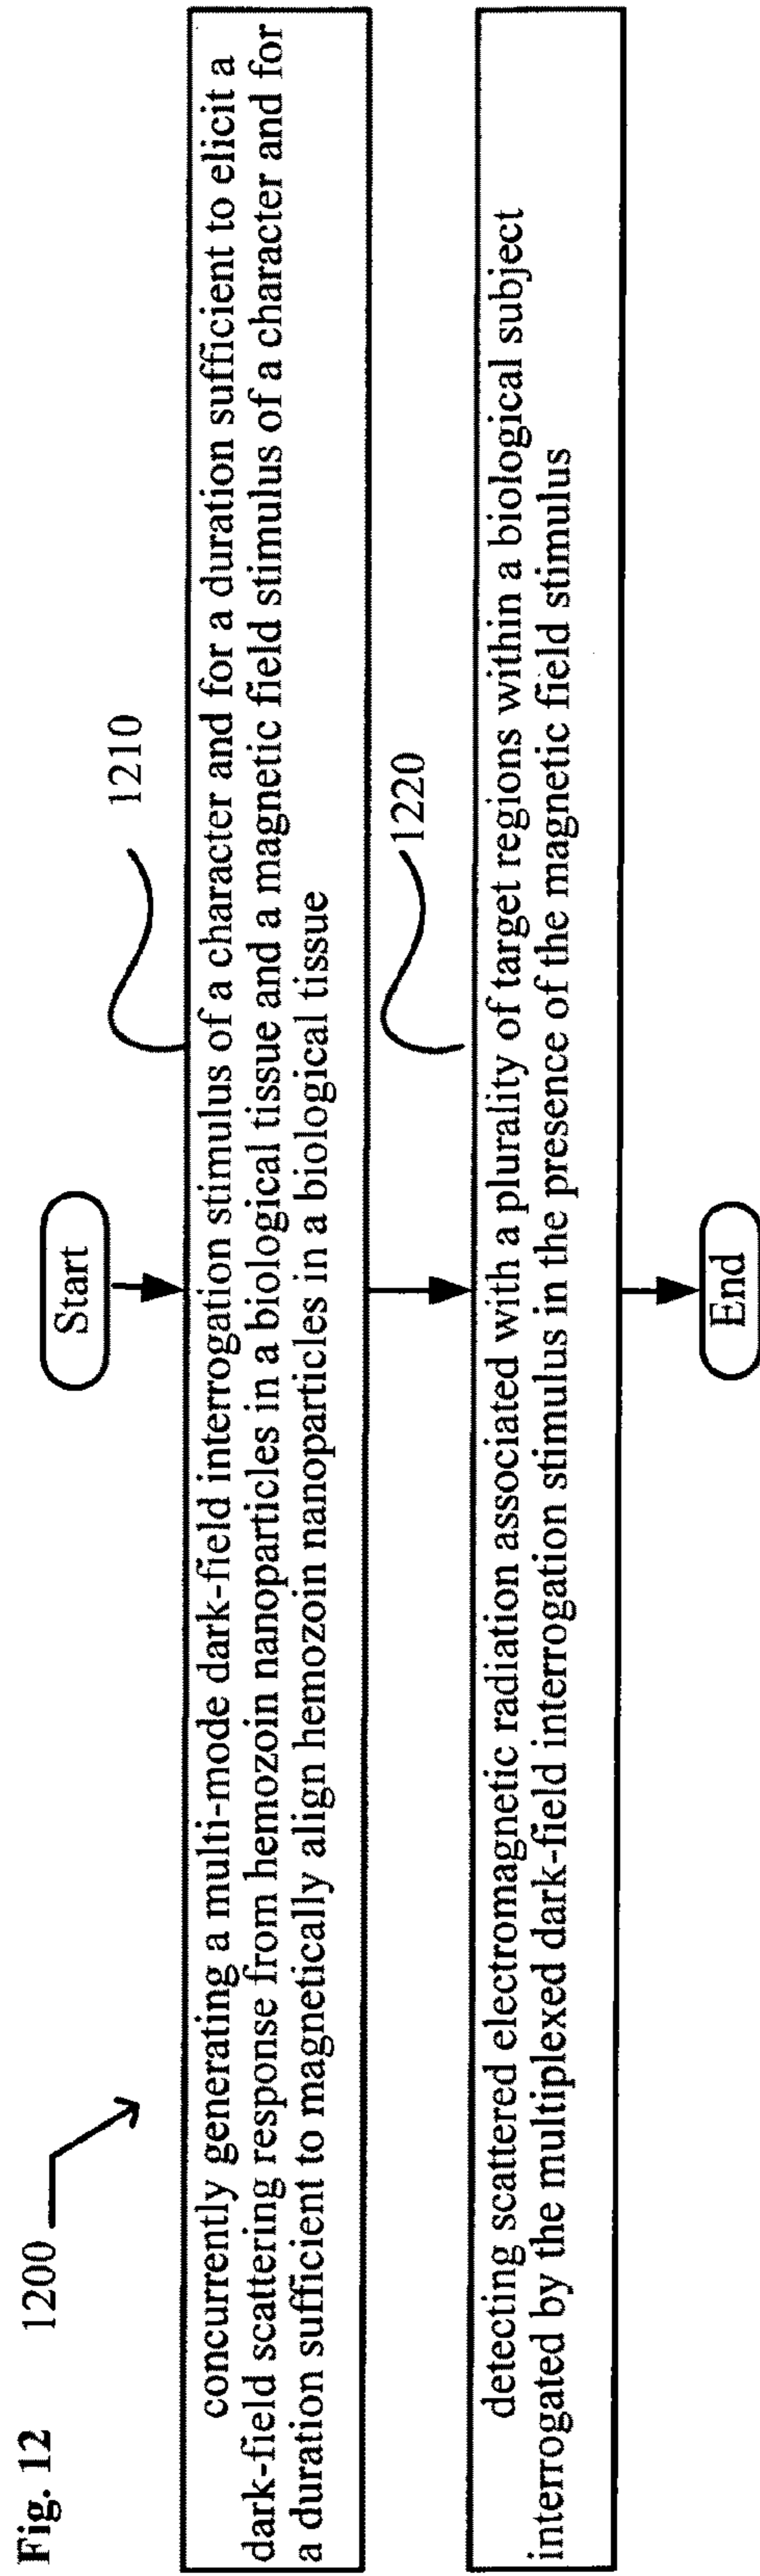 Fig. 12
1200
Start
1210
concurrently generating a multi-mode dark-field interrogation stimulus of a character and for a duration sufficient to elicit a
dark-field scattering response from hemozoin nanoparticles in a biological tissue and a magnetic field stimulus of a character and for
a duration sufficient to magnetically align hemozoin nanoparticles in a biological tissue
1220
detecting scattered electromagnetic radiation associated with a plurality of target regions within a biological subject
interrogated by the multiplexed dark-field interrogation stimulus in the presence of the magnetic field stimulus
End